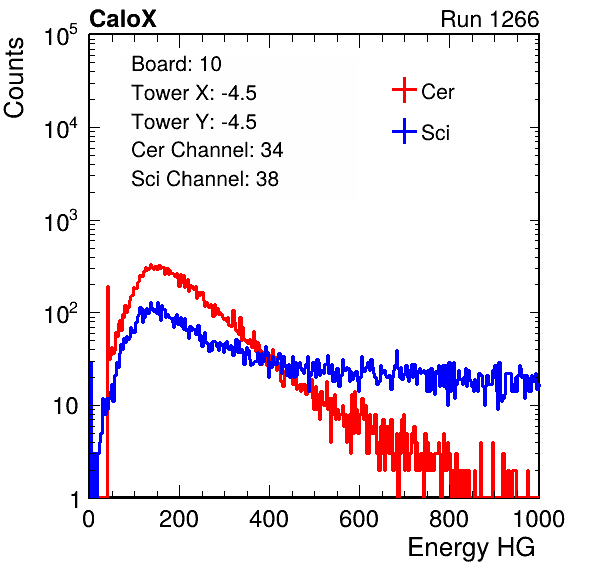 CaloX Run 1266
Counts
10^5
10^4
10^3
10^2
10
1
Board: 10
Tower X: -4.5
Tower Y: -4.5
Cer Channel: 34
Sci Channel: 38
Cer
Sci
0 200 400 600 800 1000
Energy HG